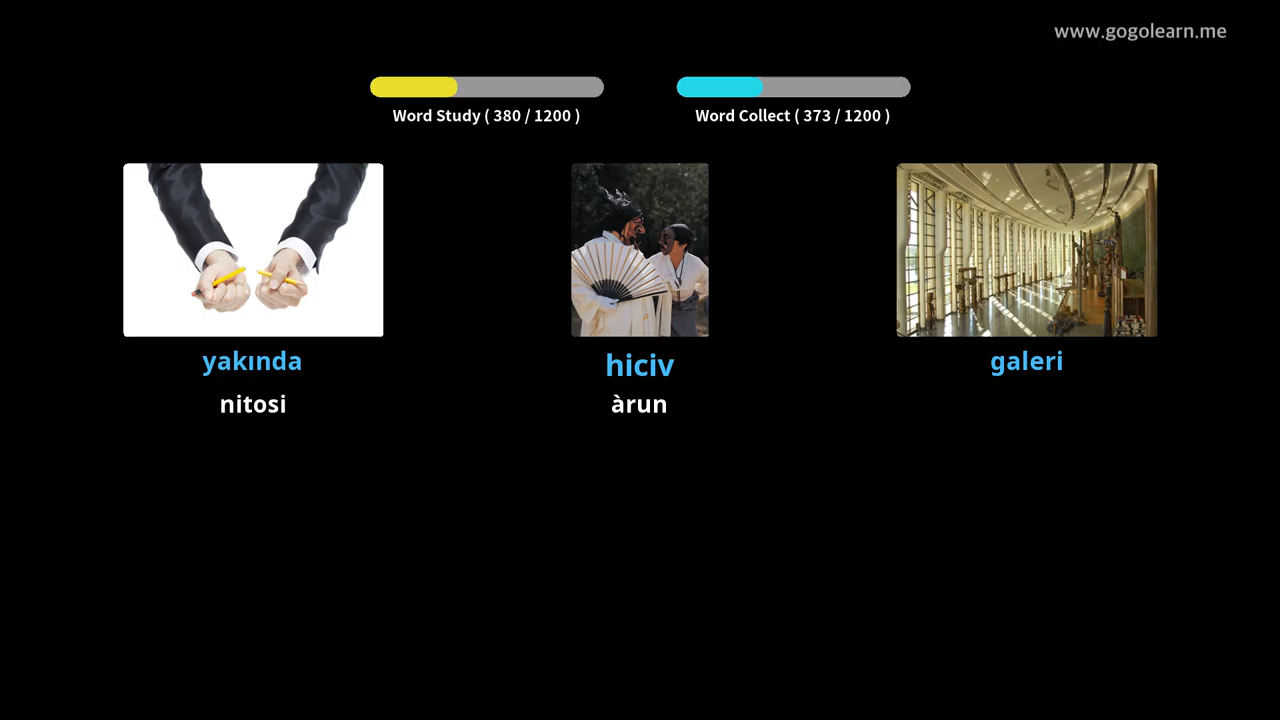 www.gogolearn.me
Word Study ( 380 / 1200 )
Word Collect ( 373 / 1200 )
yakında
hiciv
galeri
nitosi
àrun